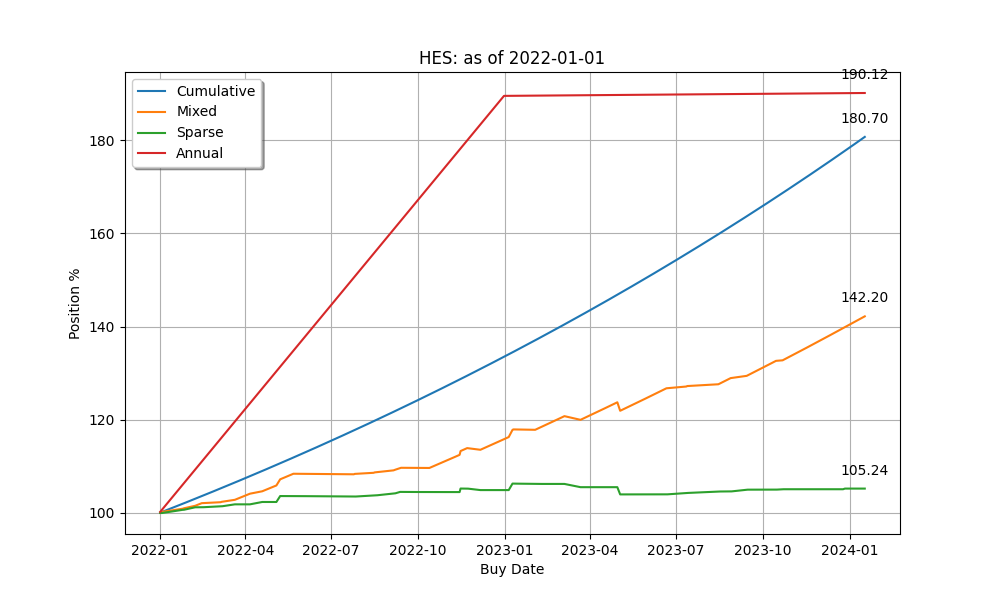 HES: as of 2022-01-01
Cumulative
Mixed
Sparse
Annual
190.12
180.70
142.20
105.24
180
160
140
120
100
Position %
2022-01 2022-04 2022-07 2022-10 2023-01 2023-04 2023-07 2023-10 2024-01
Buy Date